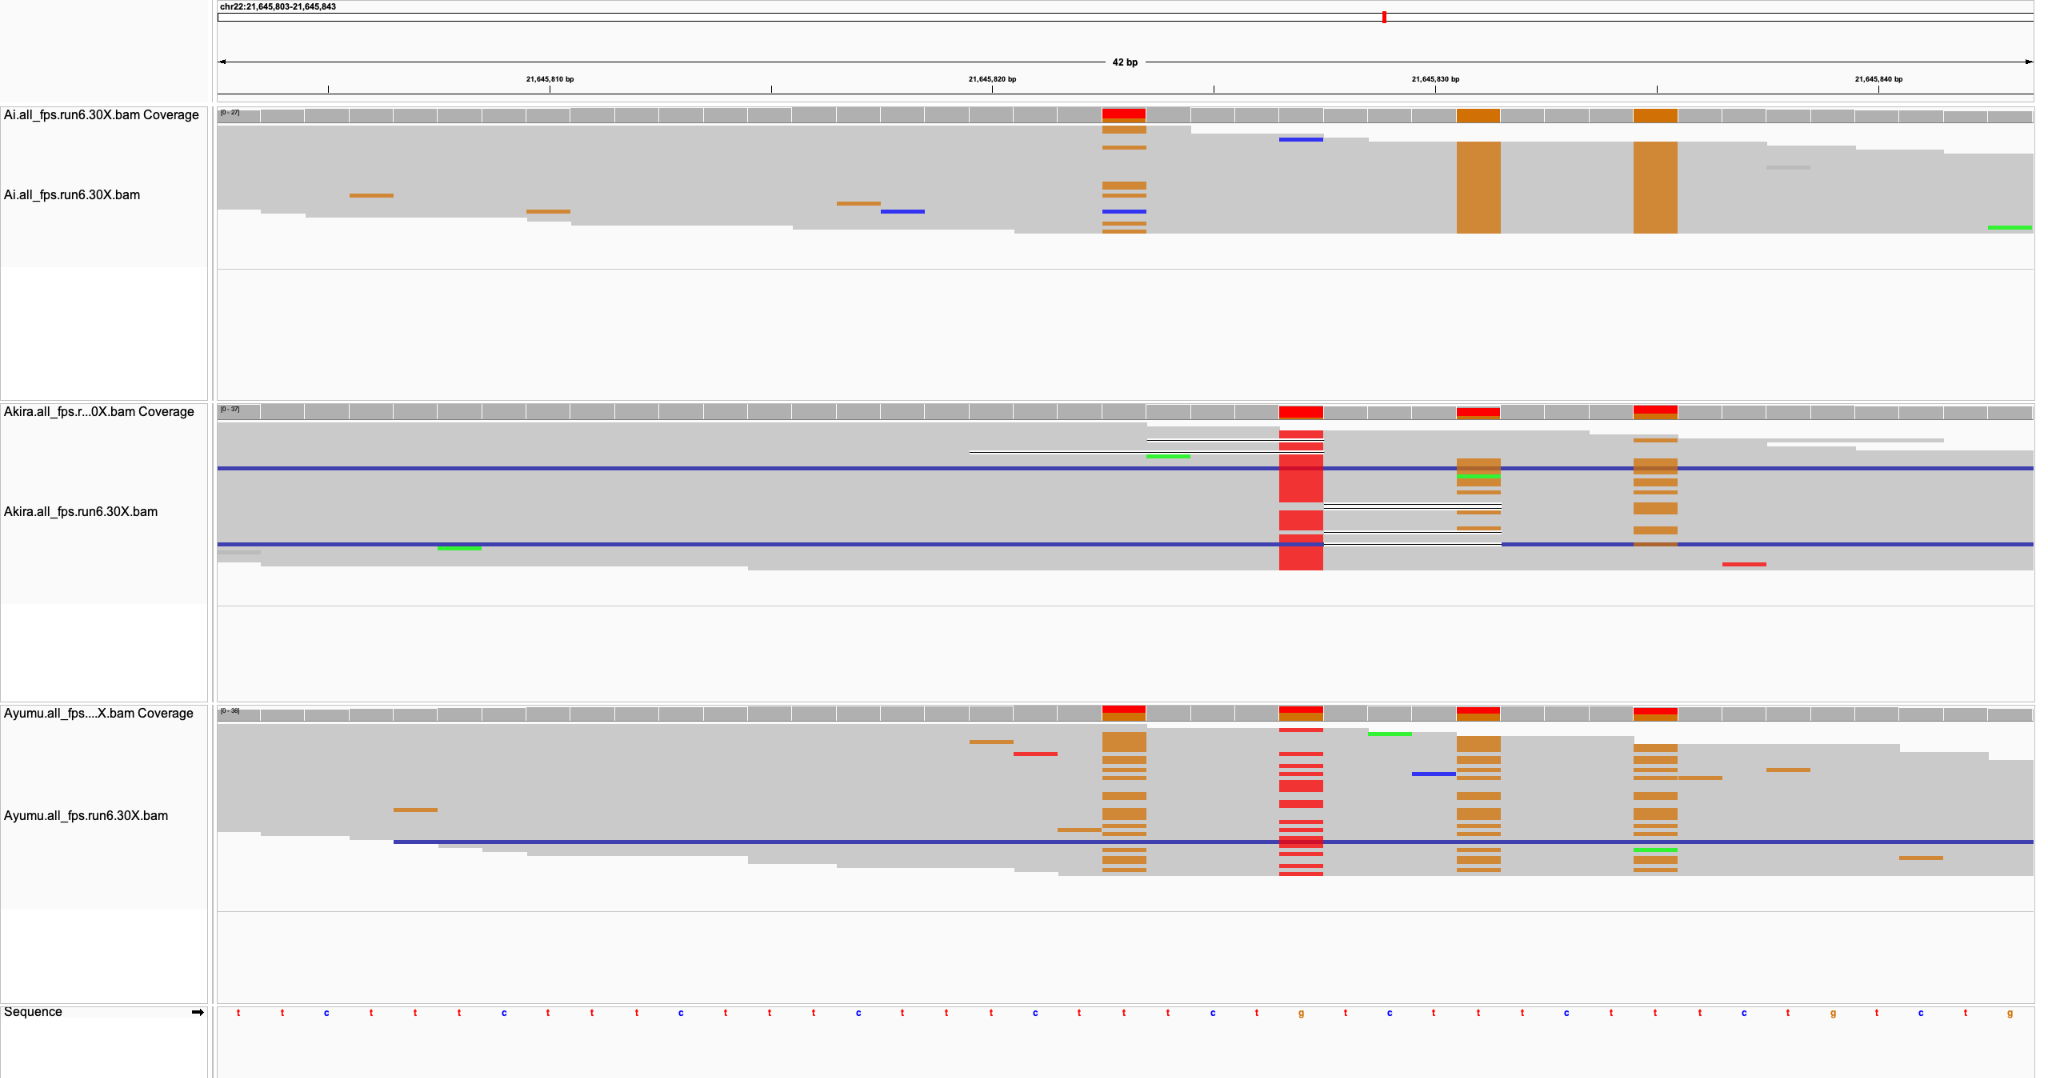 chr22:21,645,803-21,645,843
42 bp
21,645,810 bp 21,645,820 bp 21,645,830 bp 21,645,840 bp
Ai.all_fps.run6.30X.bam Coverage [0 - 27]
Ai.all_fps.run6.30X.bam
Akira.all_fps.r...0X.bam Coverage [0 - 37]
Akira.all_fps.run6.30X.bam
Ayumu.all_fps....X.bam Coverage [0 - 38]
Ayumu.all_fps.run6.30X.bam
Sequence t t c t t t c t t t c t t t c t t t c t t t c t g t c t t t c t t t c t g t c t g